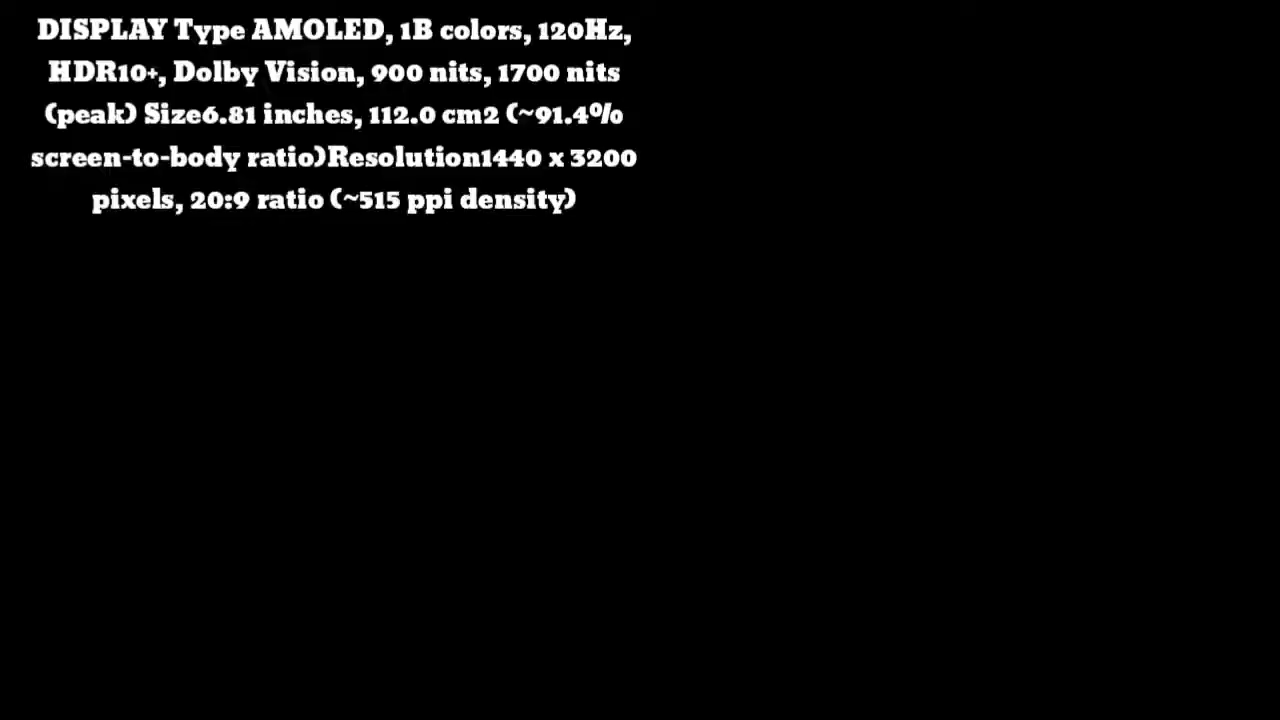 DISPLAY Type AMOLED, 1B colors, 120Hz,
HDR10+, Dolby Vision, 900 nits, 1700 nits
(peak) Size6.81 inches, 112.0 cm2 (~91.4%
screen-to-body ratio)Resolution1440 x 3200
pixels, 20:9 ratio (~515 ppi density)